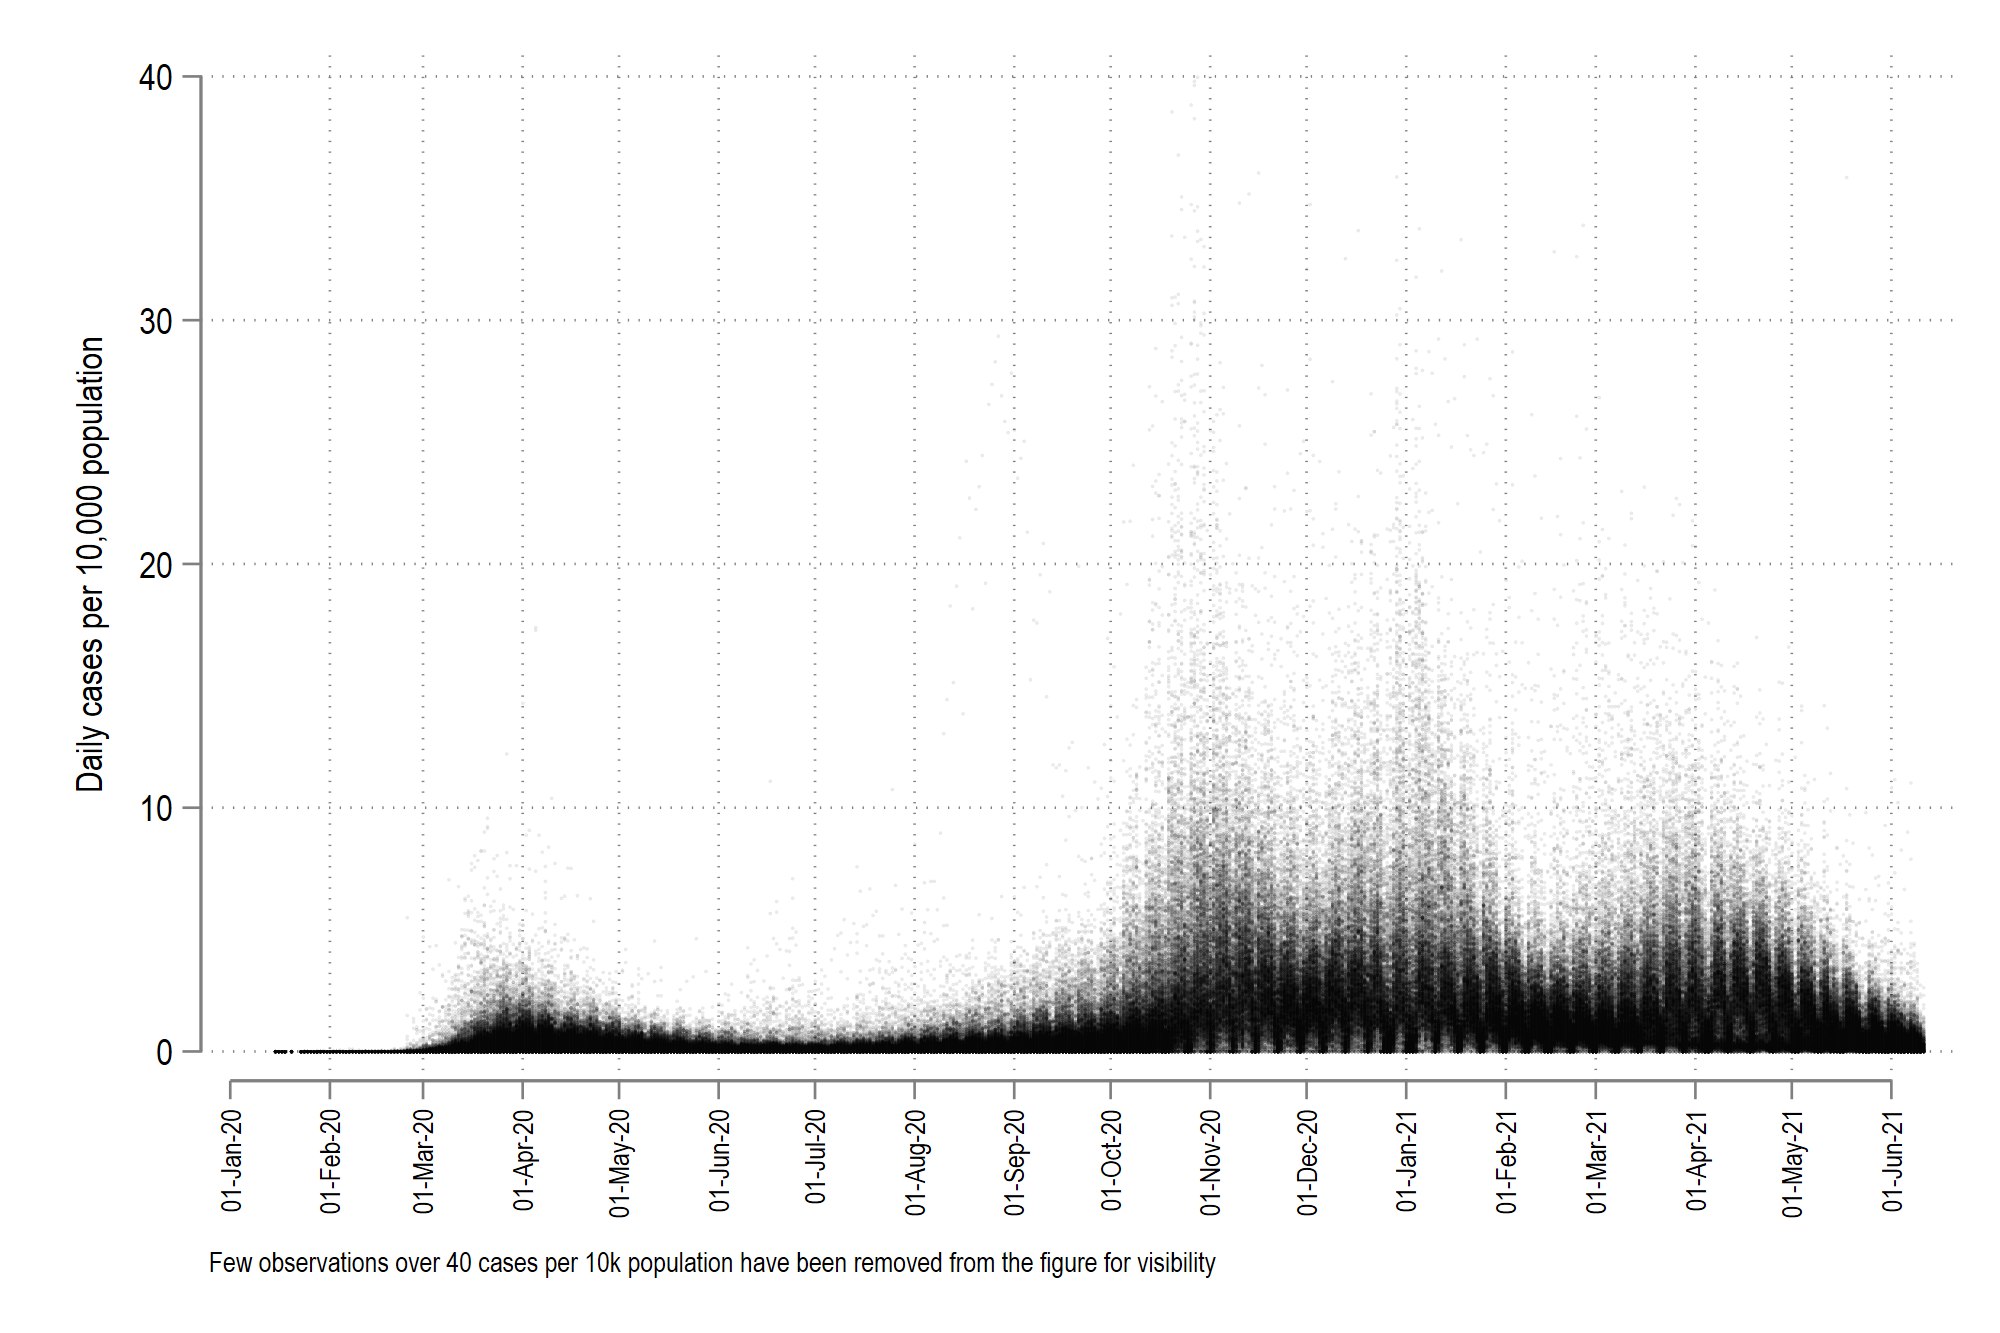 40
30
20
10
0
Daily cases per 10,000 population
01-Jan-20
01-Feb-20
01-Mar-20
01-Apr-20
01-May-20
01-Jun-20
01-Jul-20
01-Aug-20
01-Sep-20
01-Oct-20
01-Nov-20
01-Dec-20
01-Jan-21
01-Feb-21
01-Mar-21
01-Apr-21
01-May-21
01-Jun-21
Few observations over 40 cases per 10k population have been removed from the figure for visibility